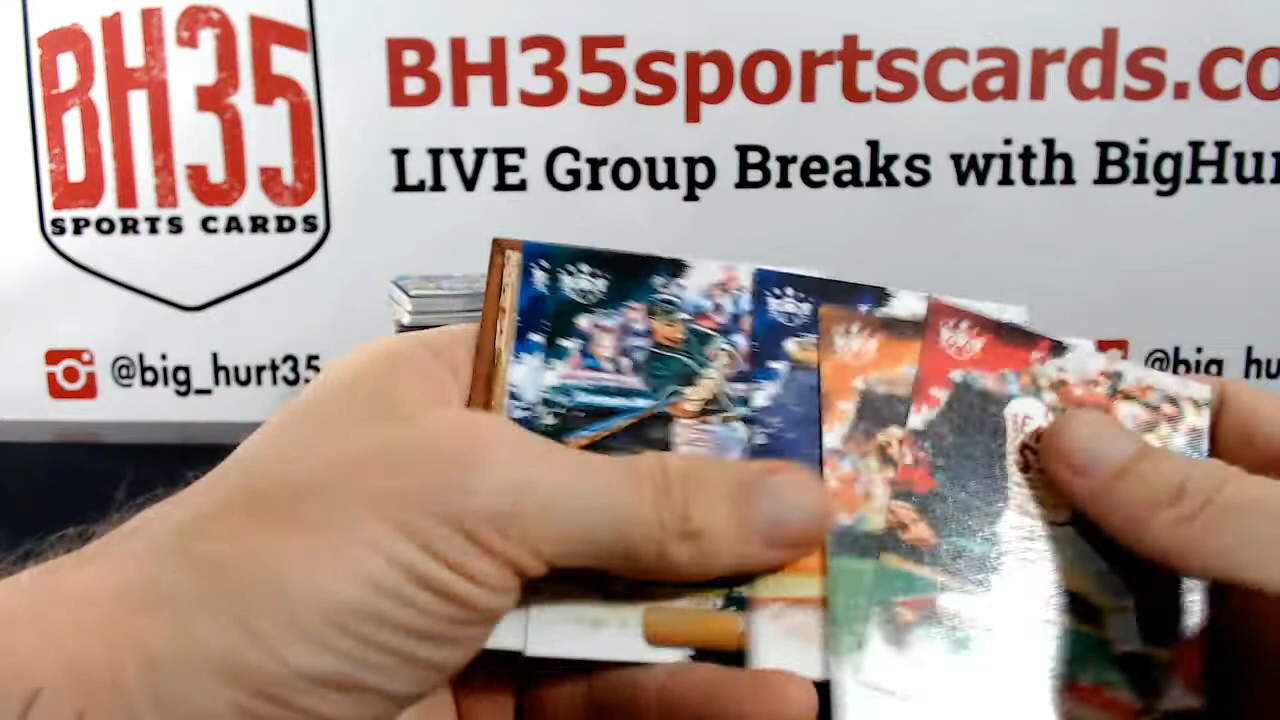 BH35
SPORTS CARDS
BH35sportscards.co
LIVE Group Breaks with BigHur
@big_hurt35
@big_hu